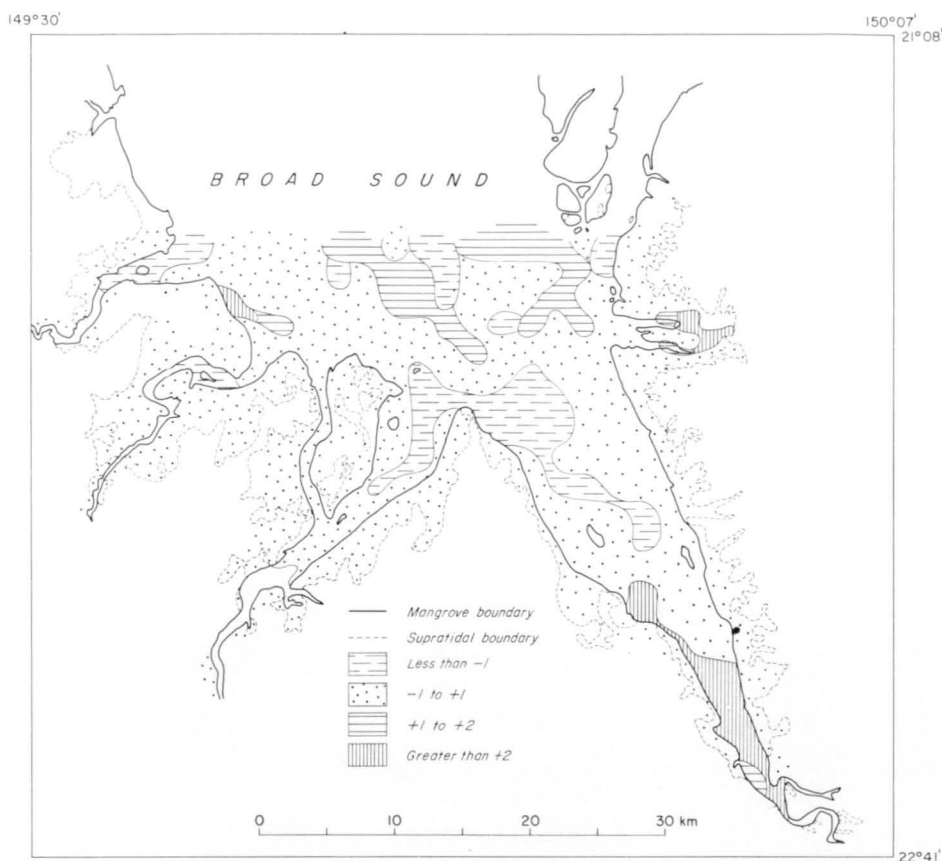 149°30'
150°07'
21°08'
BROAD SOUND
Mangrove boundary
Supratidal boundary
Less than −1
−1 to +1
+1 to +2
Greater than +2
0 10 20 30 km
22°41'